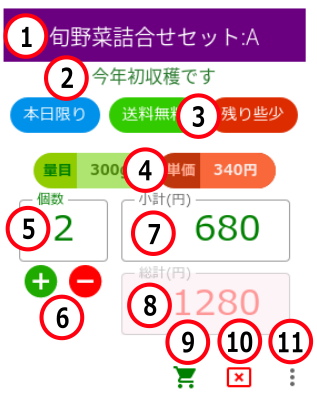 1 旬野菜詰合せセット:A
2 今年初収穫です
本日限り 送料無料 3 残り些少
量目 300g 4 単価 340円
個数 小計(円)
5 2 7 680
総計(円)
6 8 1280
9 10 11